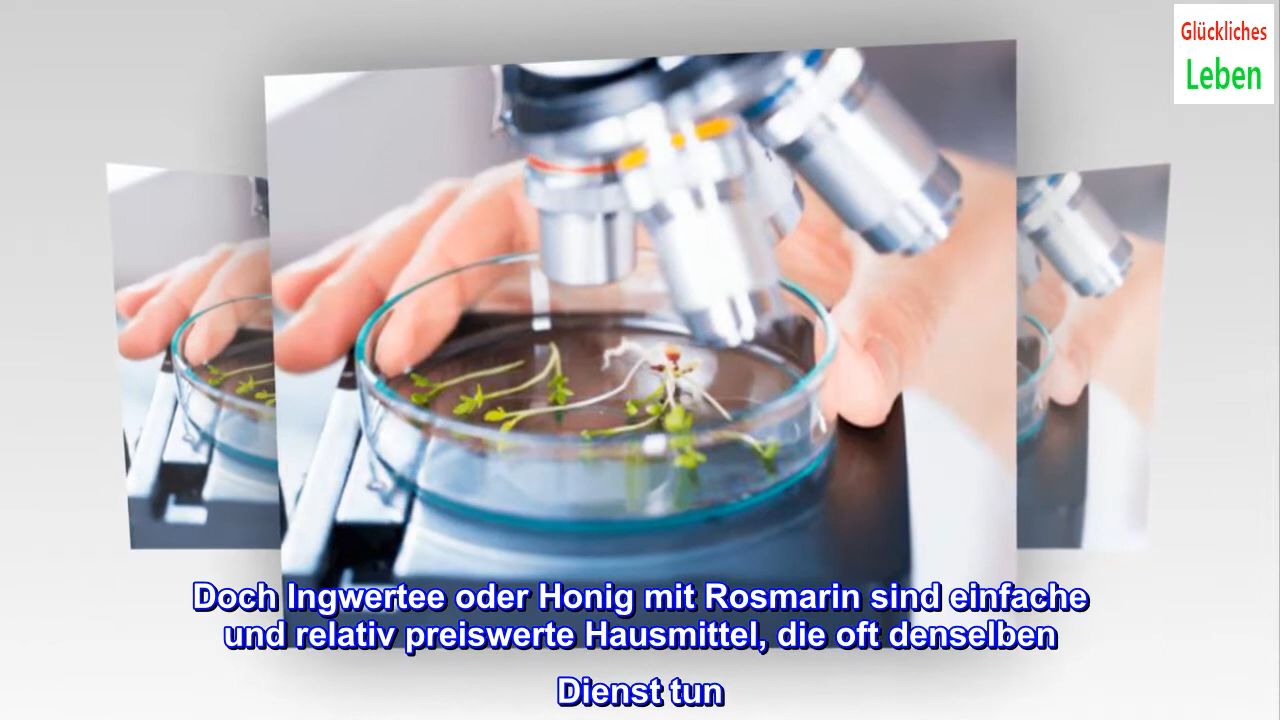 Glückliches
Leben
Doch Ingwertee oder Honig mit Rosmarin sind einfache
und relativ preiswerte Hausmittel, die oft denselben
Dienst tun